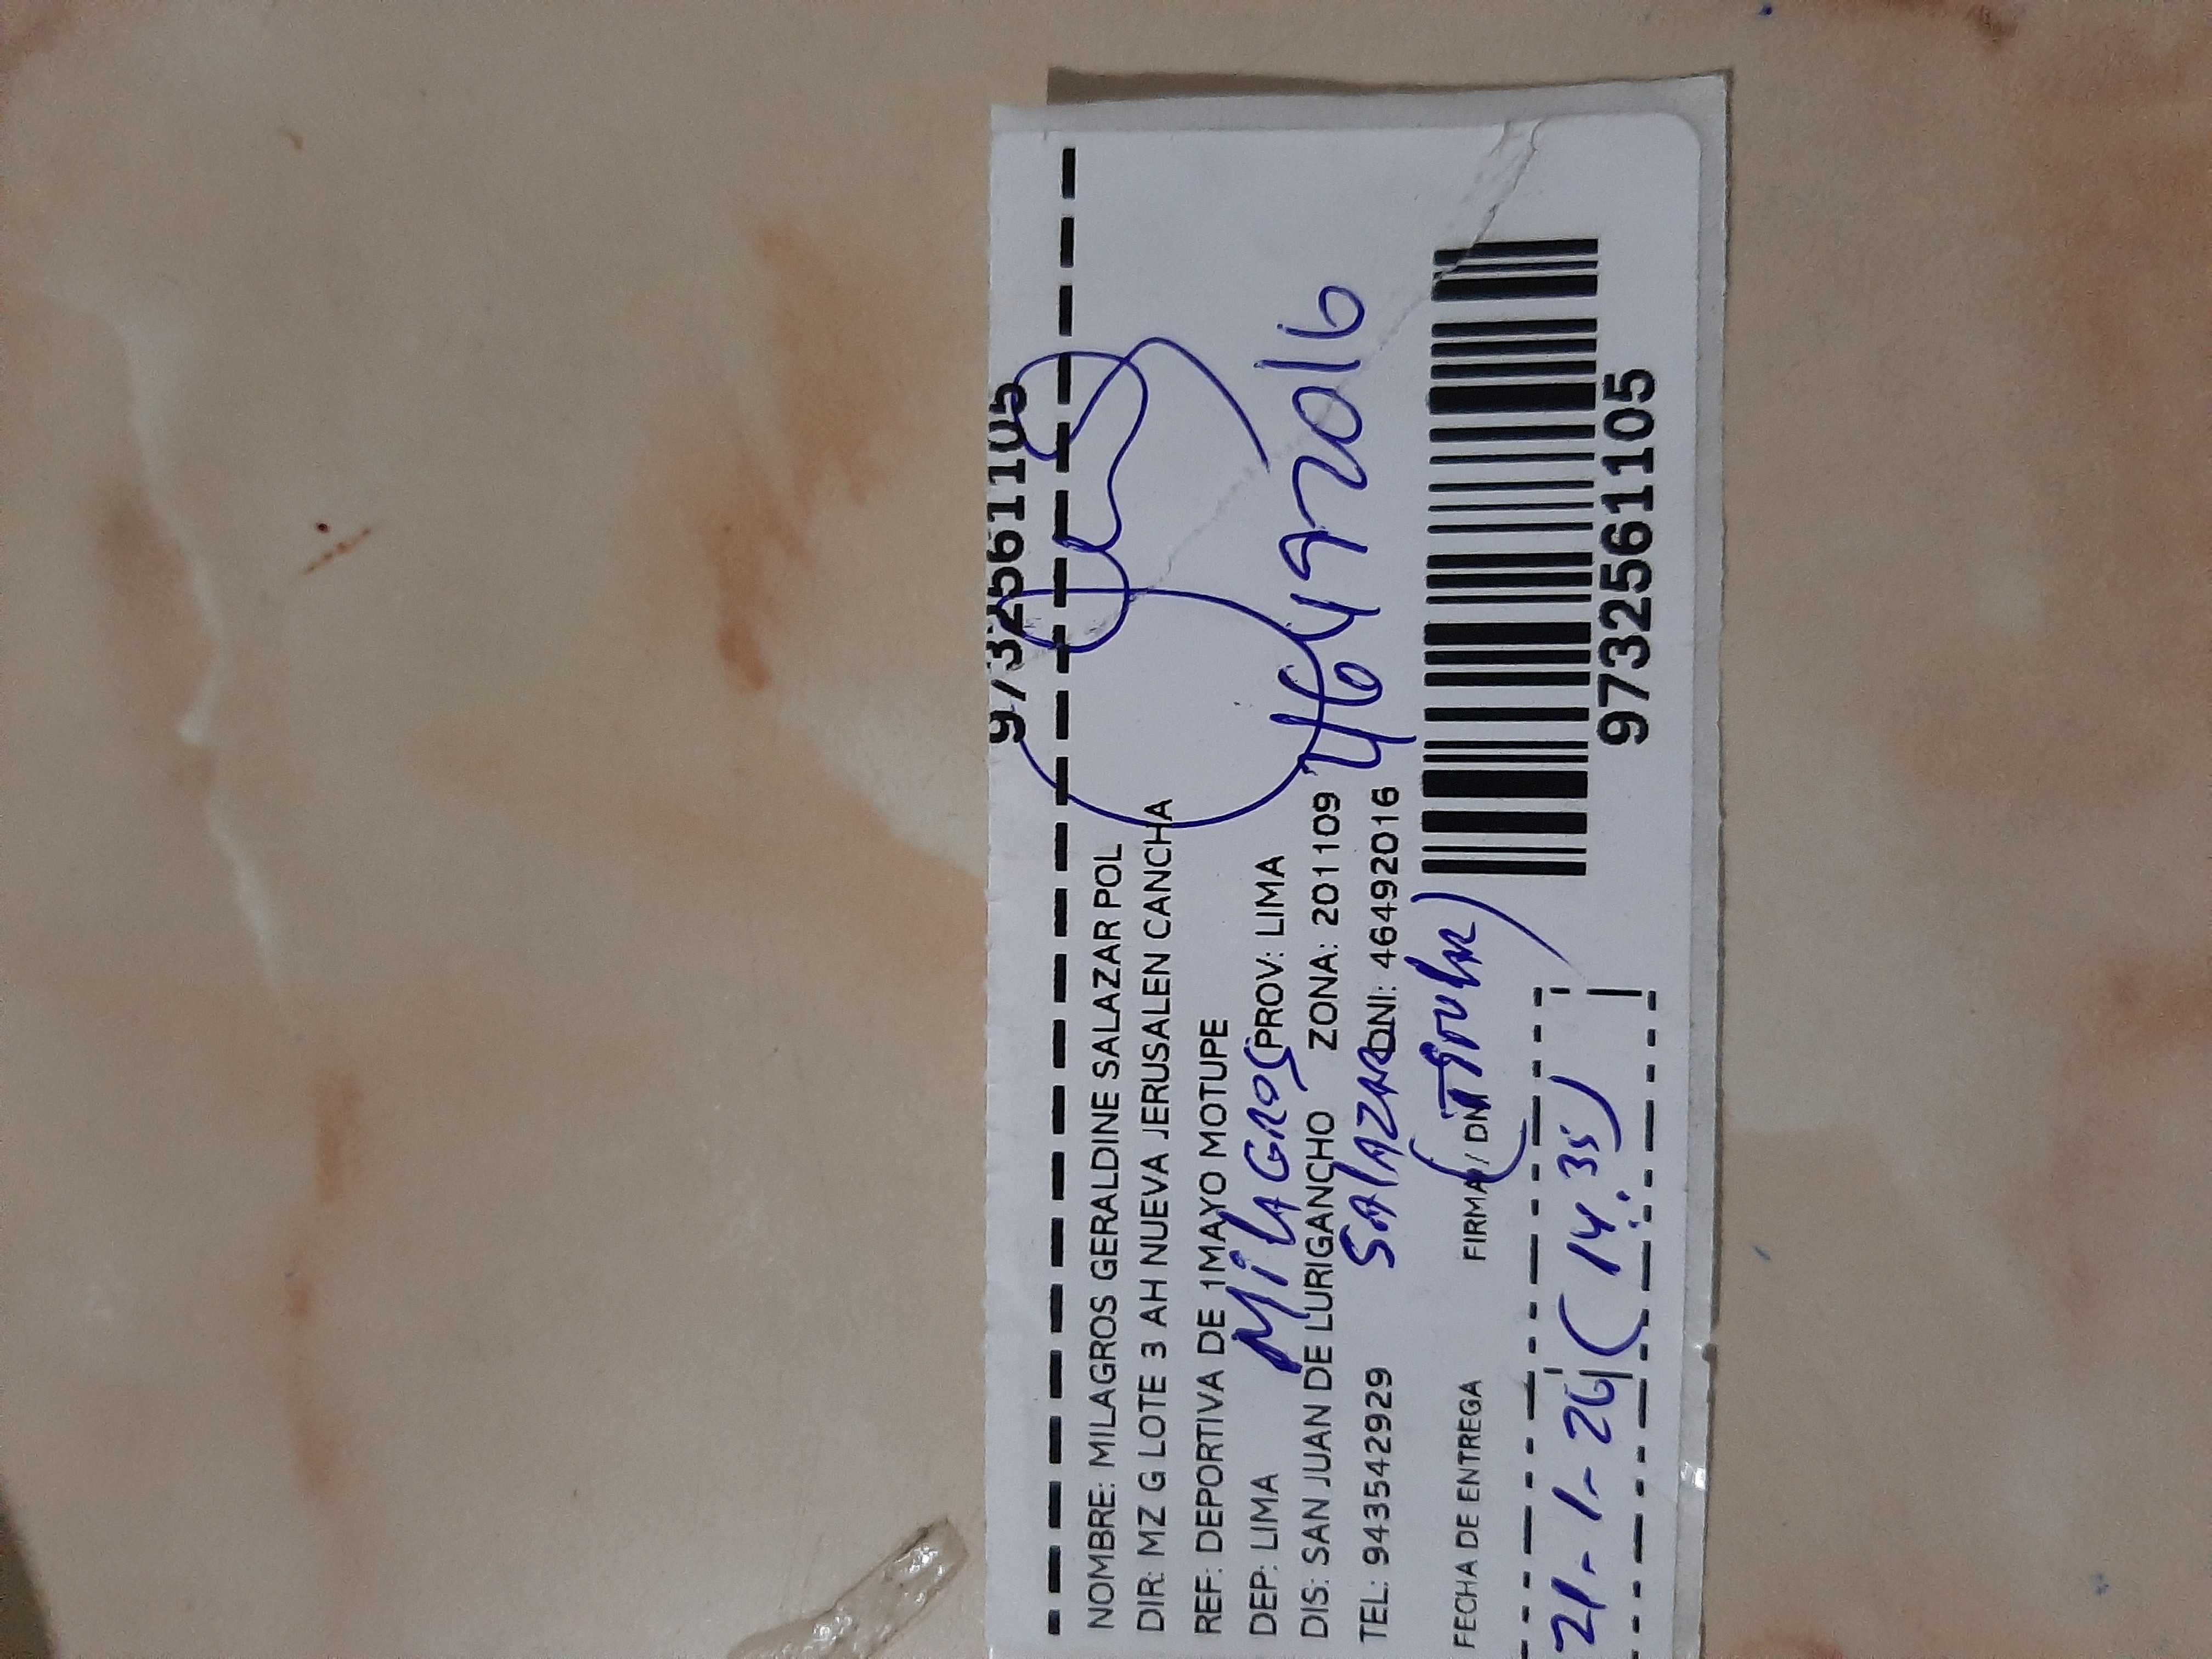 9732561105
NOMBRE: MILAGROS GERALDINE SALAZAR POL
DIR: MZ G LOTE 3 AH NUEVA JERUSALEN CANCHA
REF: DEPORTIVA DE 1MAYO MOTUPE
DEP: LIMA PROV: LIMA
MILAGROS
DIS: SAN JUAN DE LURIGANCHO ZONA: 201109
46492016
SALAZAR
TEL: 943542929 DNI: 46492016
(TITULAR)
FECHA DE ENTREGA FIRMA / DNI
21-1-26 (14:35)
9732561105